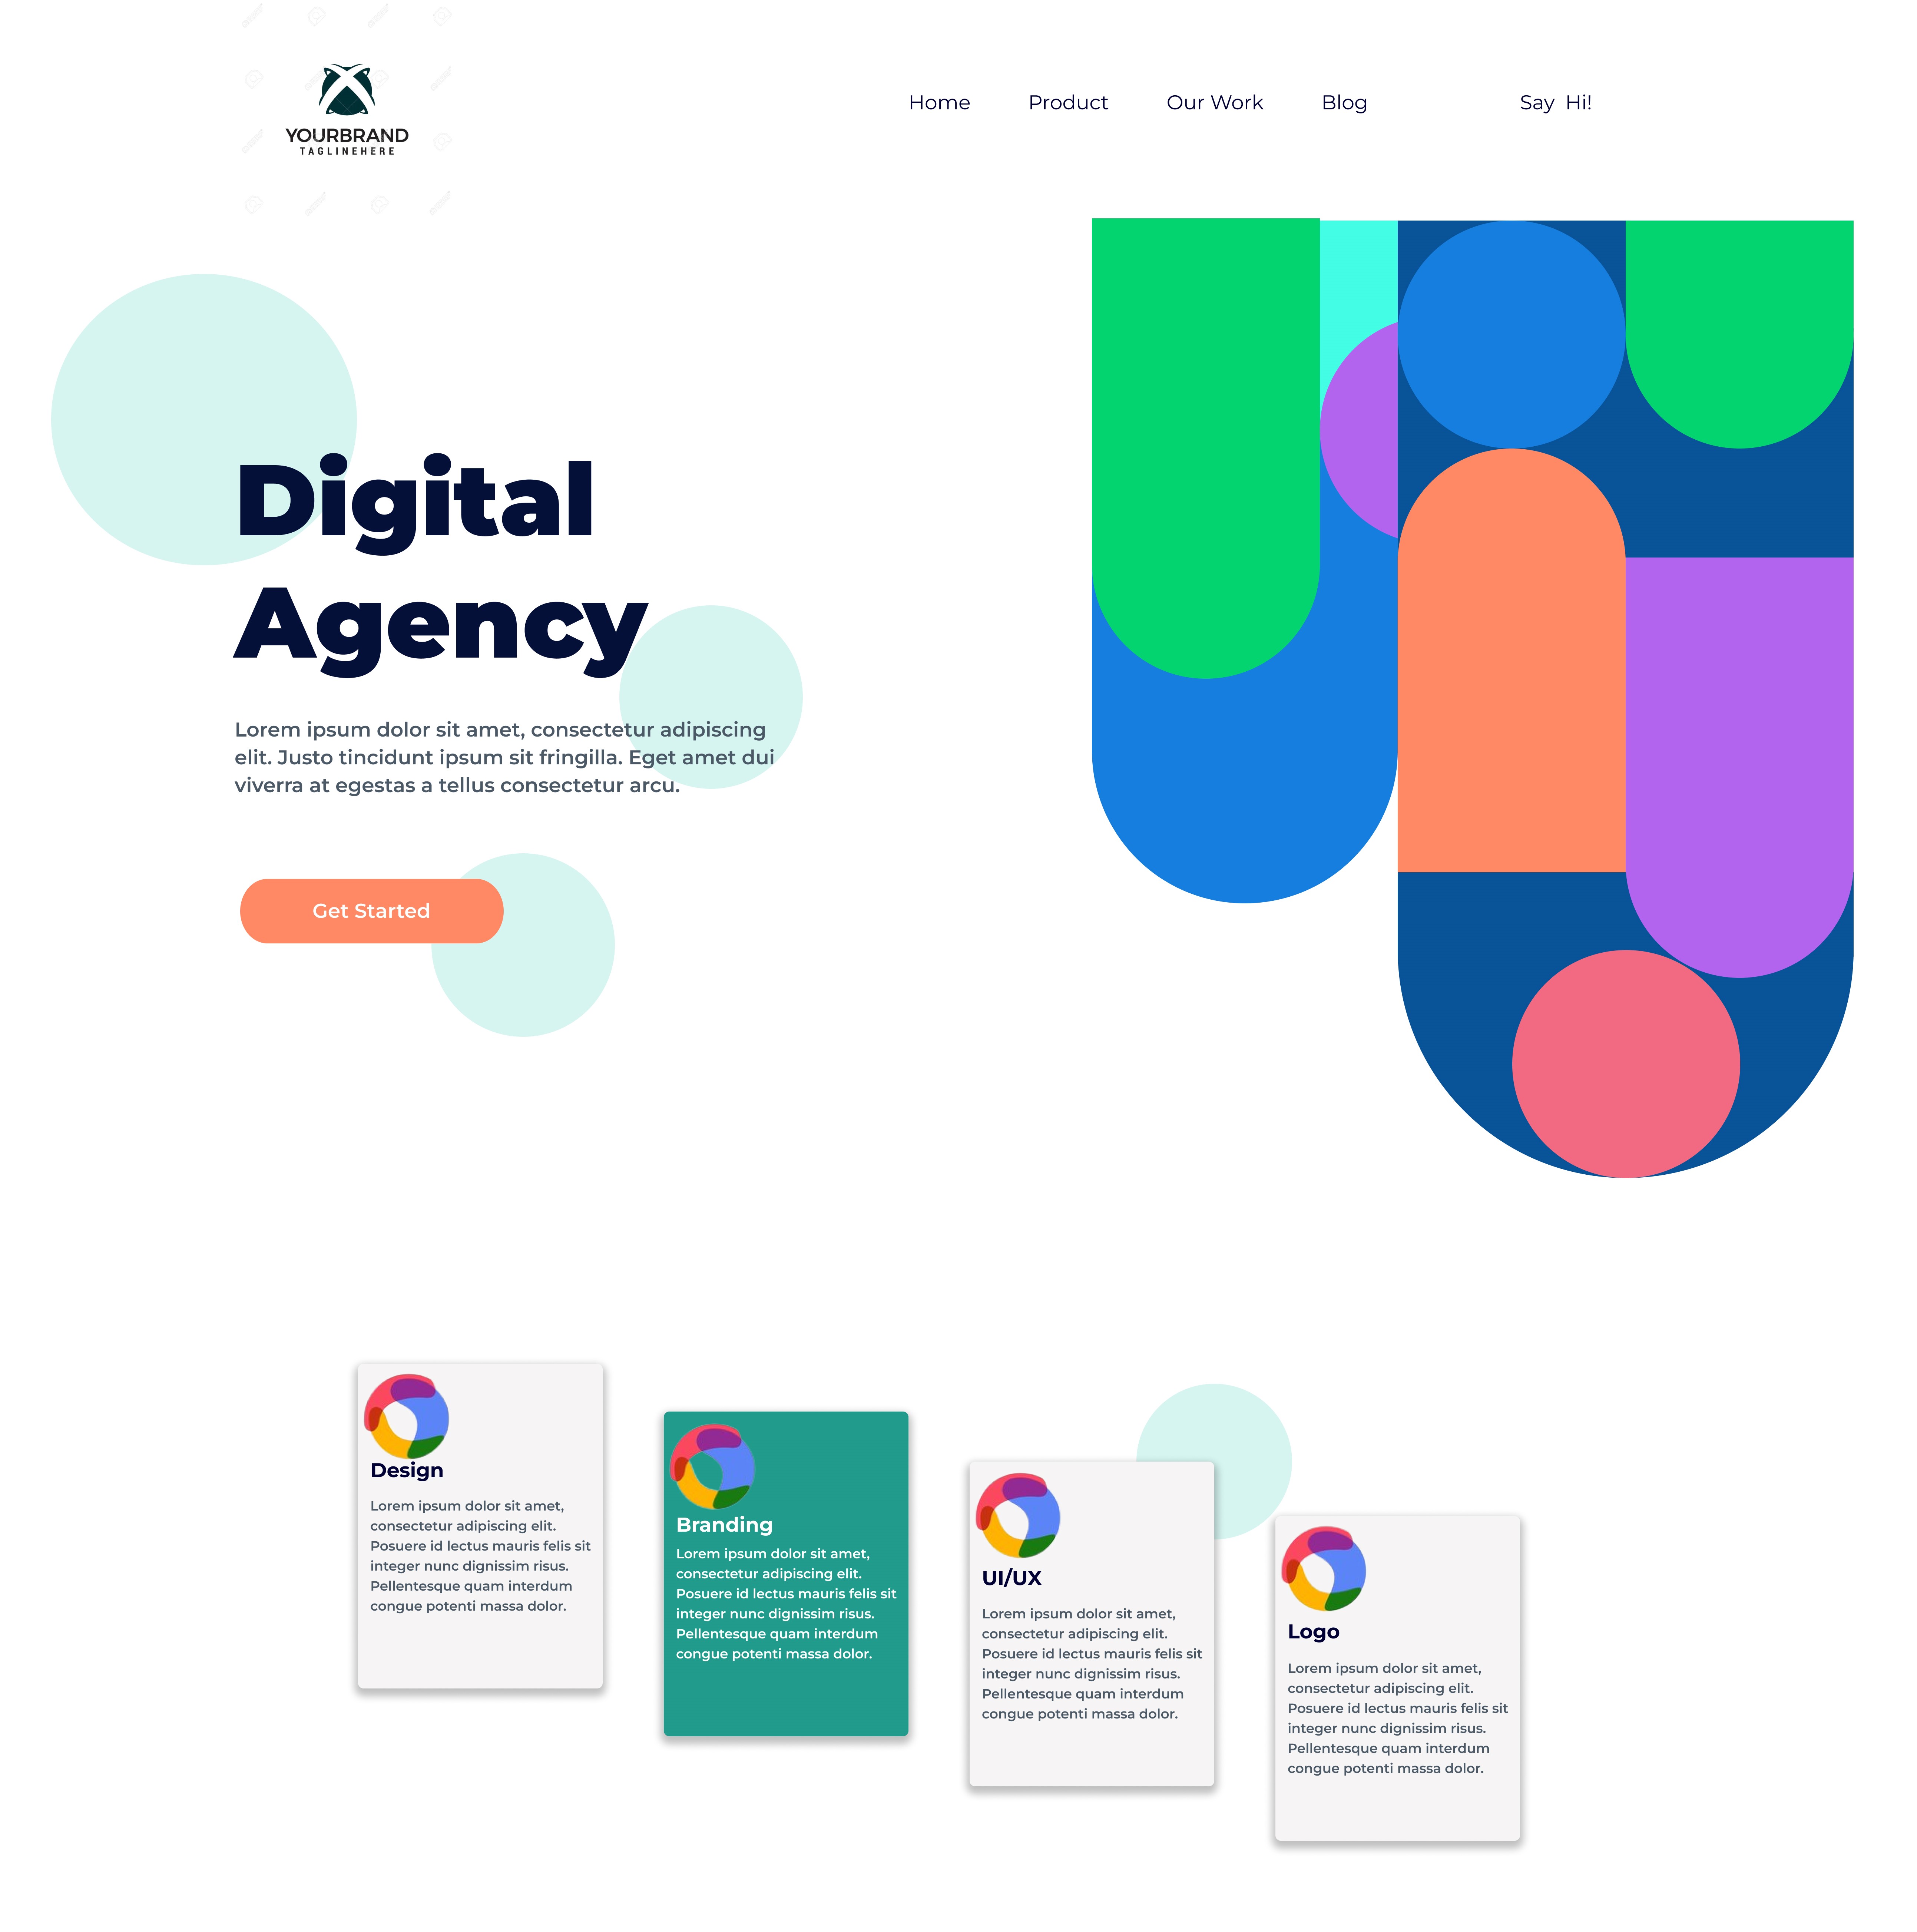 YOURBRAND
TAGLINEHERE
Home Product Our Work Blog Say Hi!
Digital
Agency
Lorem ipsum dolor sit amet, consectetur adipiscing
elit. Justo tincidunt ipsum sit fringilla. Eget amet dui
viverra at egestas a tellus consectetur arcu.
Get Started
Design
Lorem ipsum dolor sit amet,
consectetur adipiscing elit.
Posuere id lectus mauris felis sit
integer nunc dignissim risus.
Pellentesque quam interdum
congue potenti massa dolor.
Branding
Lorem ipsum dolor sit amet,
consectetur adipiscing elit.
Posuere id lectus mauris felis sit
integer nunc dignissim risus.
Pellentesque quam interdum
congue potenti massa dolor.
UI/UX
Lorem ipsum dolor sit amet,
consectetur adipiscing elit.
Posuere id lectus mauris felis sit
integer nunc dignissim risus.
Pellentesque quam interdum
congue potenti massa dolor.
Logo
Lorem ipsum dolor sit amet,
consectetur adipiscing elit.
Posuere id lectus mauris felis sit
integer nunc dignissim risus.
Pellentesque quam interdum
congue potenti massa dolor.